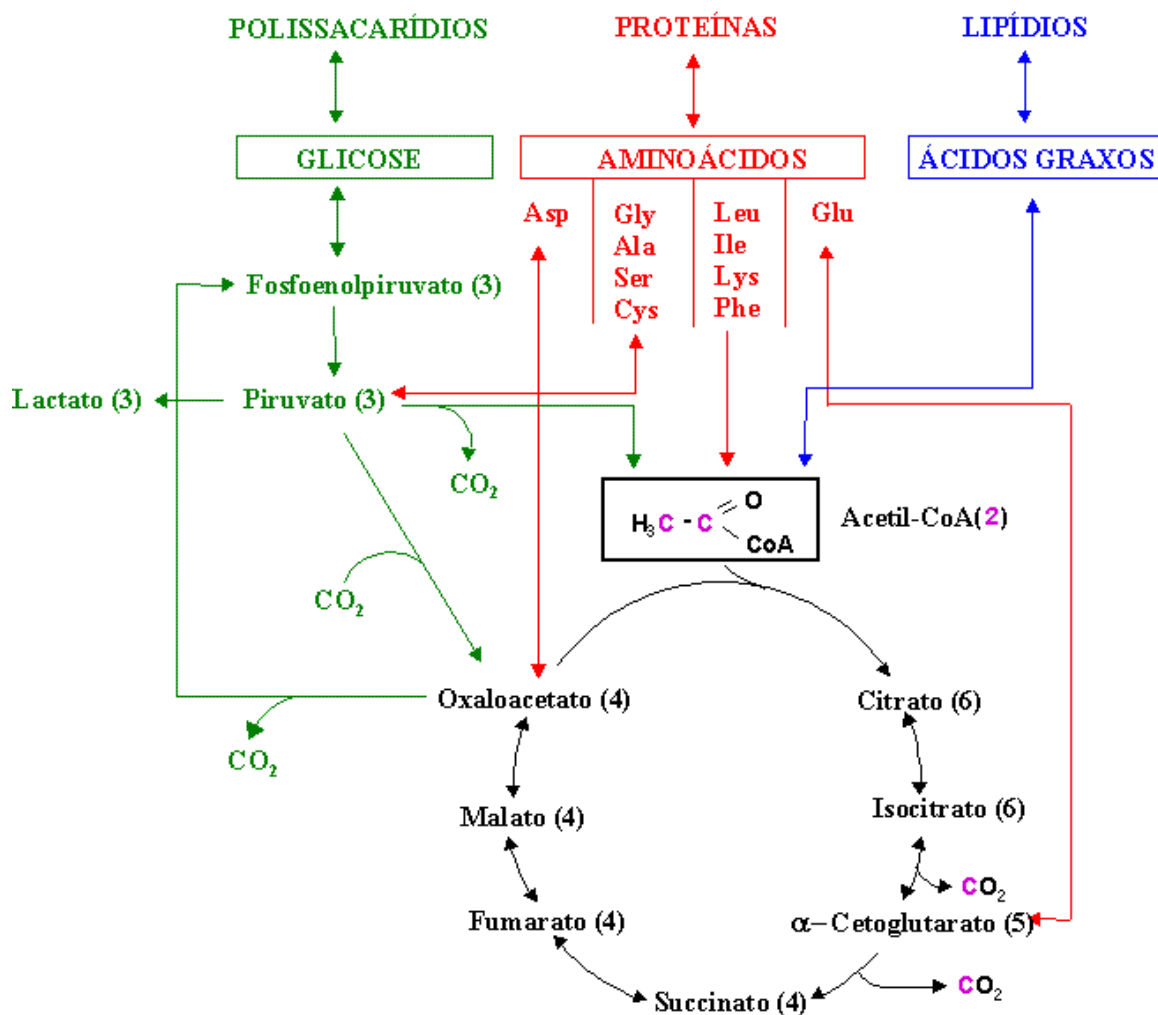 POLISSACARÍDIOS
PROTEÍNAS
LIPÍDIOS
GLICOSE
AMINOÁCIDOS
ÁCIDOS GRAXOS
Asp
Gly
Ala
Ser
Cys
Leu
Ile
Lys
Phe
Glu
Fosfoenolpiruvato (3)
Lactato (3)
Piruvato (3)
CO₂
H₃C - C
O
CoA
Acetil-CoA(2)
CO₂
Oxaloacetato (4)
Citrato (6)
CO₂
Malato (4)
Isocitrato (6)
CO₂
Fumarato (4)
α-Cetoglutarato (5)
CO₂
Succinato (4)